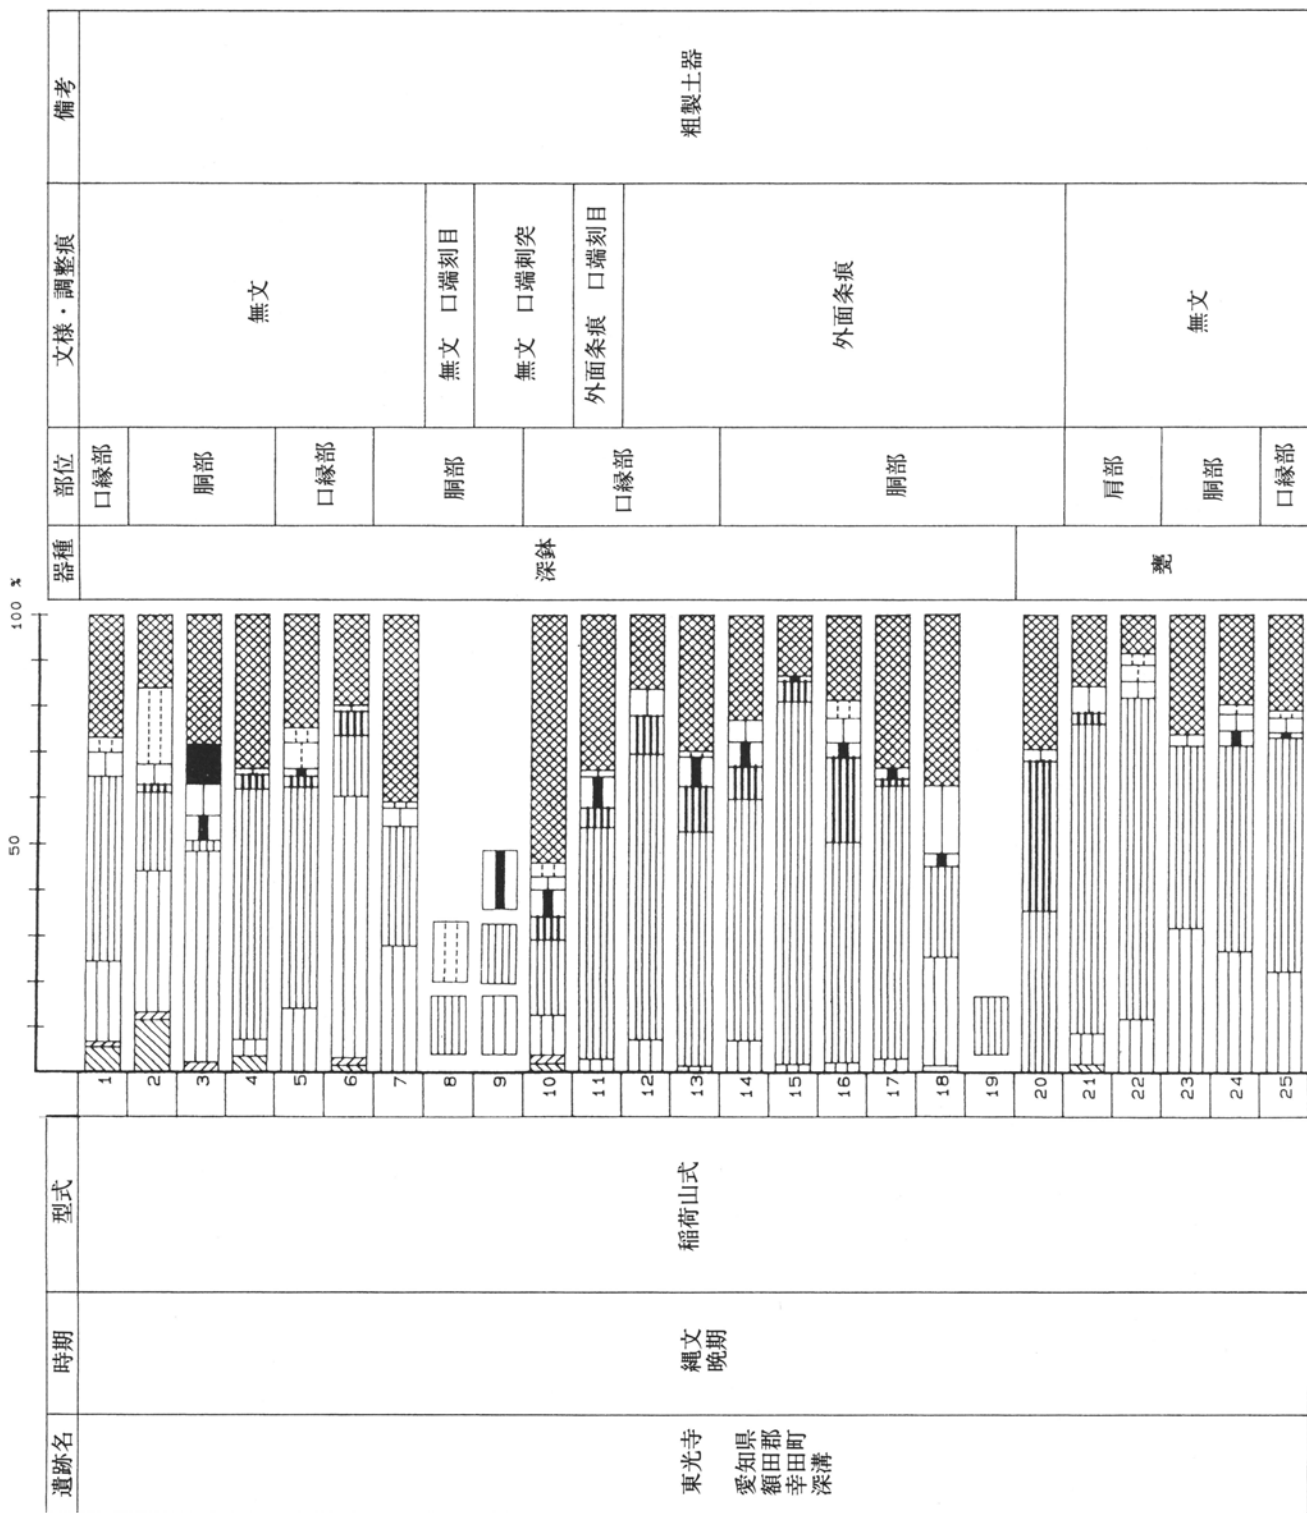 遺跡名 時期 型式 器種 部位 文様・調整痕 備考
50 100 %
東光寺
愛知県
額田郡
幸田町
深溝
縄文
晩期
稲荷山式
1
2
3
4
5
6
7
8
9
10
11
12
13
14
15
16
17
18
19
20
21
22
23
24
25
深鉢
甕
口縁部
胴部
口縁部
胴部
口縁部
胴部
肩部
胴部
口縁部
無文
無文 口端刻目
無文 口端刺突
外面条痕 口端刻目
外面条痕
無文
粗製土器